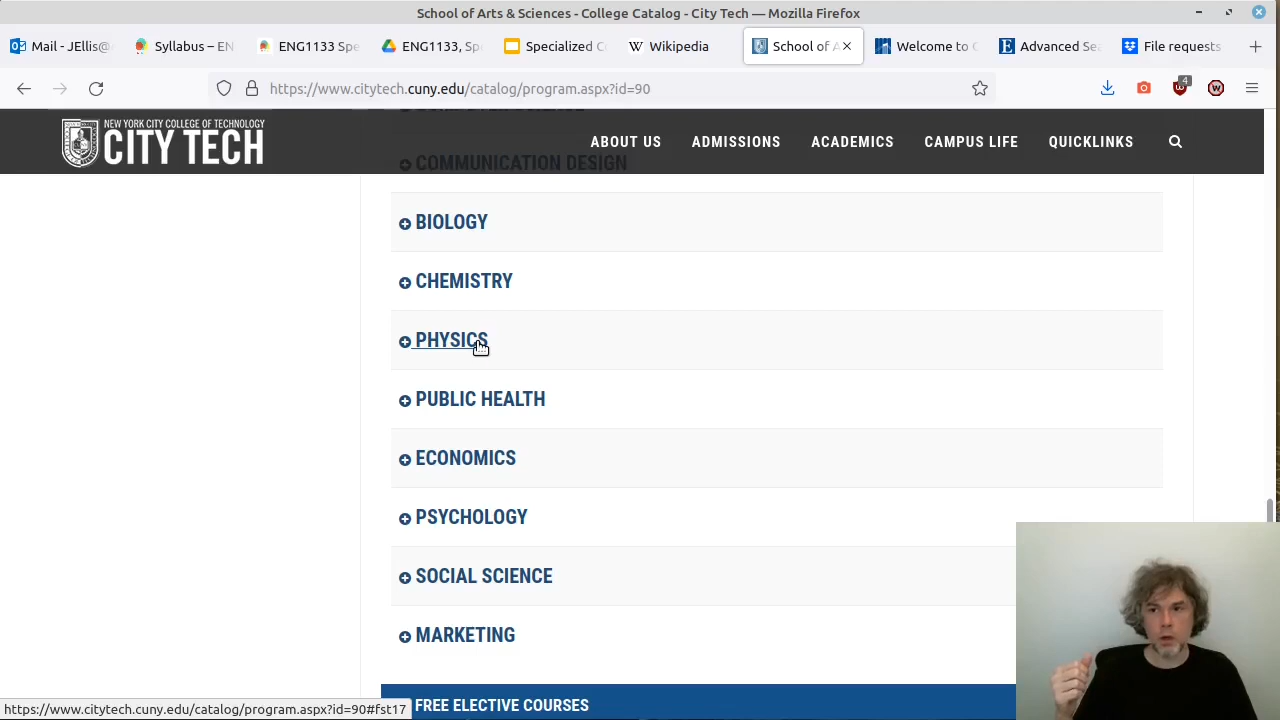 School of Arts & Sciences - College Catalog - City Tech — Mozilla Firefox
Mail - JEllis@
Syllabus – EN
ENG1133 Spe
ENG1133, Sp
Specialized C
Wikipedia
School of A
Welcome to
Advanced Sea
File requests
https://www.citytech.cuny.edu/catalog/program.aspx?id=90
4
NEW YORK CITY COLLEGE OF TECHNOLOGY
CITY TECH
ABOUT US
ADMISSIONS
ACADEMICS
CAMPUS LIFE
QUICKLINKS
COMMUNICATION DESIGN
BIOLOGY
CHEMISTRY
PHYSICS
PUBLIC HEALTH
ECONOMICS
PSYCHOLOGY
SOCIAL SCIENCE
MARKETING
FREE ELECTIVE COURSES
https://www.citytech.cuny.edu/catalog/program.aspx?id=90#fst17